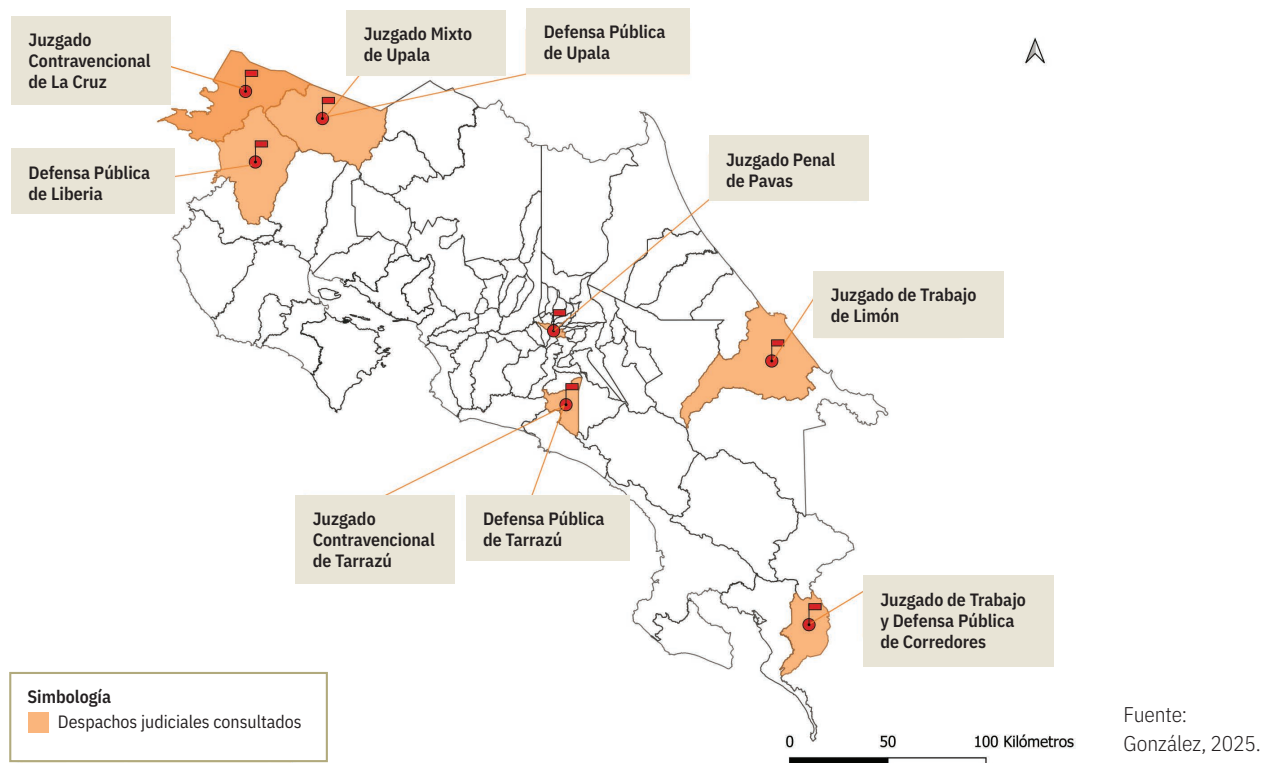 Juzgado
Contravencional
de La Cruz
Juzgado Mixto
de Upala
Defensa Pública
de Upala
Defensa Pública
de Liberia
Juzgado Penal
de Pavas
Juzgado de Trabajo
de Limón
Juzgado
Contravencional
de Tarrazú
Defensa Pública
de Tarrazú
Juzgado de Trabajo
y Defensa Pública
de Corredores
Simbología
Despachos judiciales consultados
0 50 100 Kilómetros
Fuente:
González, 2025.